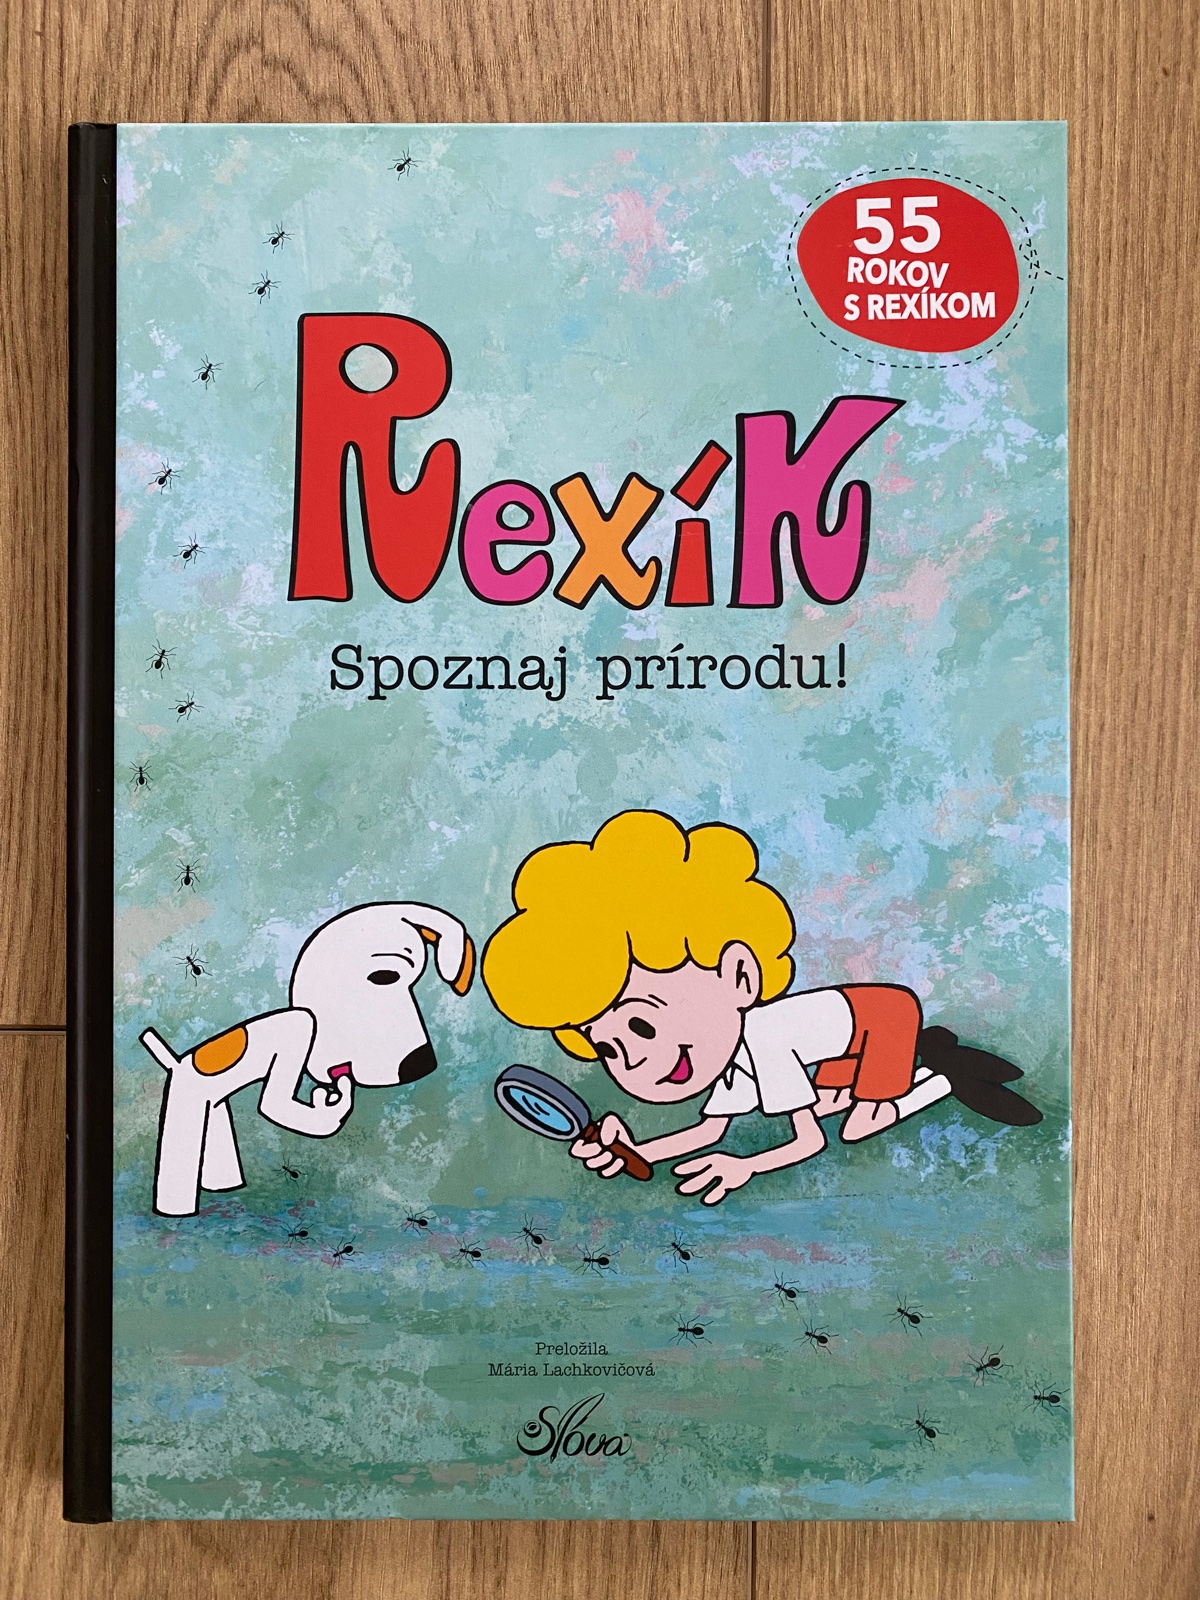 55
ROKOV
S REXÍKOM
Rexík
Spoznaj prírodu!
Preložila
Mária Lachkovičová
Slova